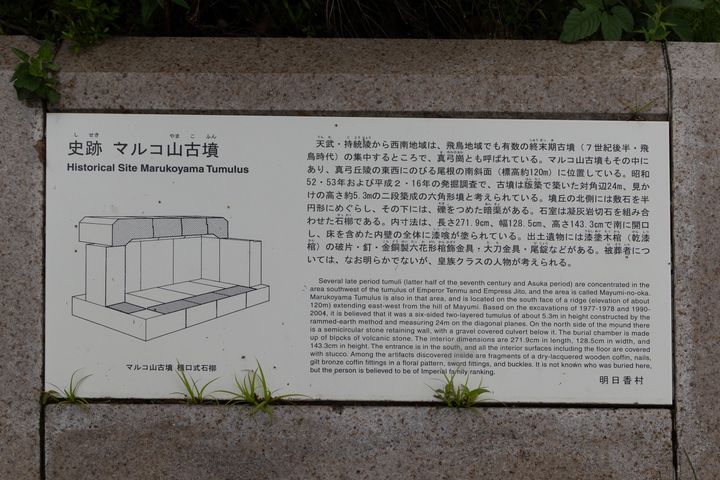 史跡 マルコ山古墳
Historical Site Marukoyama Tumulus
天武・持統陵から西南地域は、飛鳥地域でも有数の終末期古墳（７世紀後半・飛
鳥時代）の集中するところで、真弓崗とも呼ばれている。マルコ山古墳もその中に
あり、真弓丘陵の東西にのびる尾根の南斜面（標高約120m）に位置している。昭和
52・53年および平成２・16年の発掘調査で、古墳は版築で築いた対角辺24m、見か
けの高さ約5.3mの二段築成の六角形墳と考えられている。墳丘の北側には敷石を半
円形にめぐらし、その下には、礫をつめた暗渠がある。石室は凝灰岩切石を組み合
わせた石槨である。内寸法は、長さ271.9cm、幅128.5cm、高さ143.3cmで南に開口
し、床を含めた内壁の全体に漆喰が塗られている。出土遺物には漆塗木棺（乾漆
棺）の破片・釘・金銅製六花形棺飾金具・大刀金具・尾錠などがある。被葬者につ
いては、なお明らかでないが、皇族クラスの人物が考えられる。
Several late period tumuli (latter half of the seventh century and Asuka period) are concentrated in the
area southwest of the tumulus of Emperor Tenmu and Empress Jito, and the area is called Mayumi-no-oka.
Marukoyama Tumulus is also in that area, and is located on the south face of a ridge (elevation of about
120m) extending east-west from the hill of Mayumi. Based on the excavations of 1977-1978 and 1990-
2004, it is believed that it was a six-sided two-layered tumulus of about 5.3m in height constructed by the
rammed-earth method and measuring 24m on the diagonal planes. On the north side of the mound there
is a semicircular stone retaining wall, with a gravel covered culvert below it. The burial chamber is made
up of blpcks of volcanic stone. The interior dimensions are 271.9cm in length, 128.5cm in width, and
143.3cm in height. The entrance is in the south, and all the interior surfaces including the floor are covered
with stucco. Among the artifacts discovered inside are fragments of a dry-lacquered wooden coffin, nails,
gilt bronze coffin fittings in a floral pattern, sword fittings, and buckles. It is not known who was buried here,
but the person is believed to be of Imperial family ranking.
マルコ山古墳 横口式石槨
明日香村